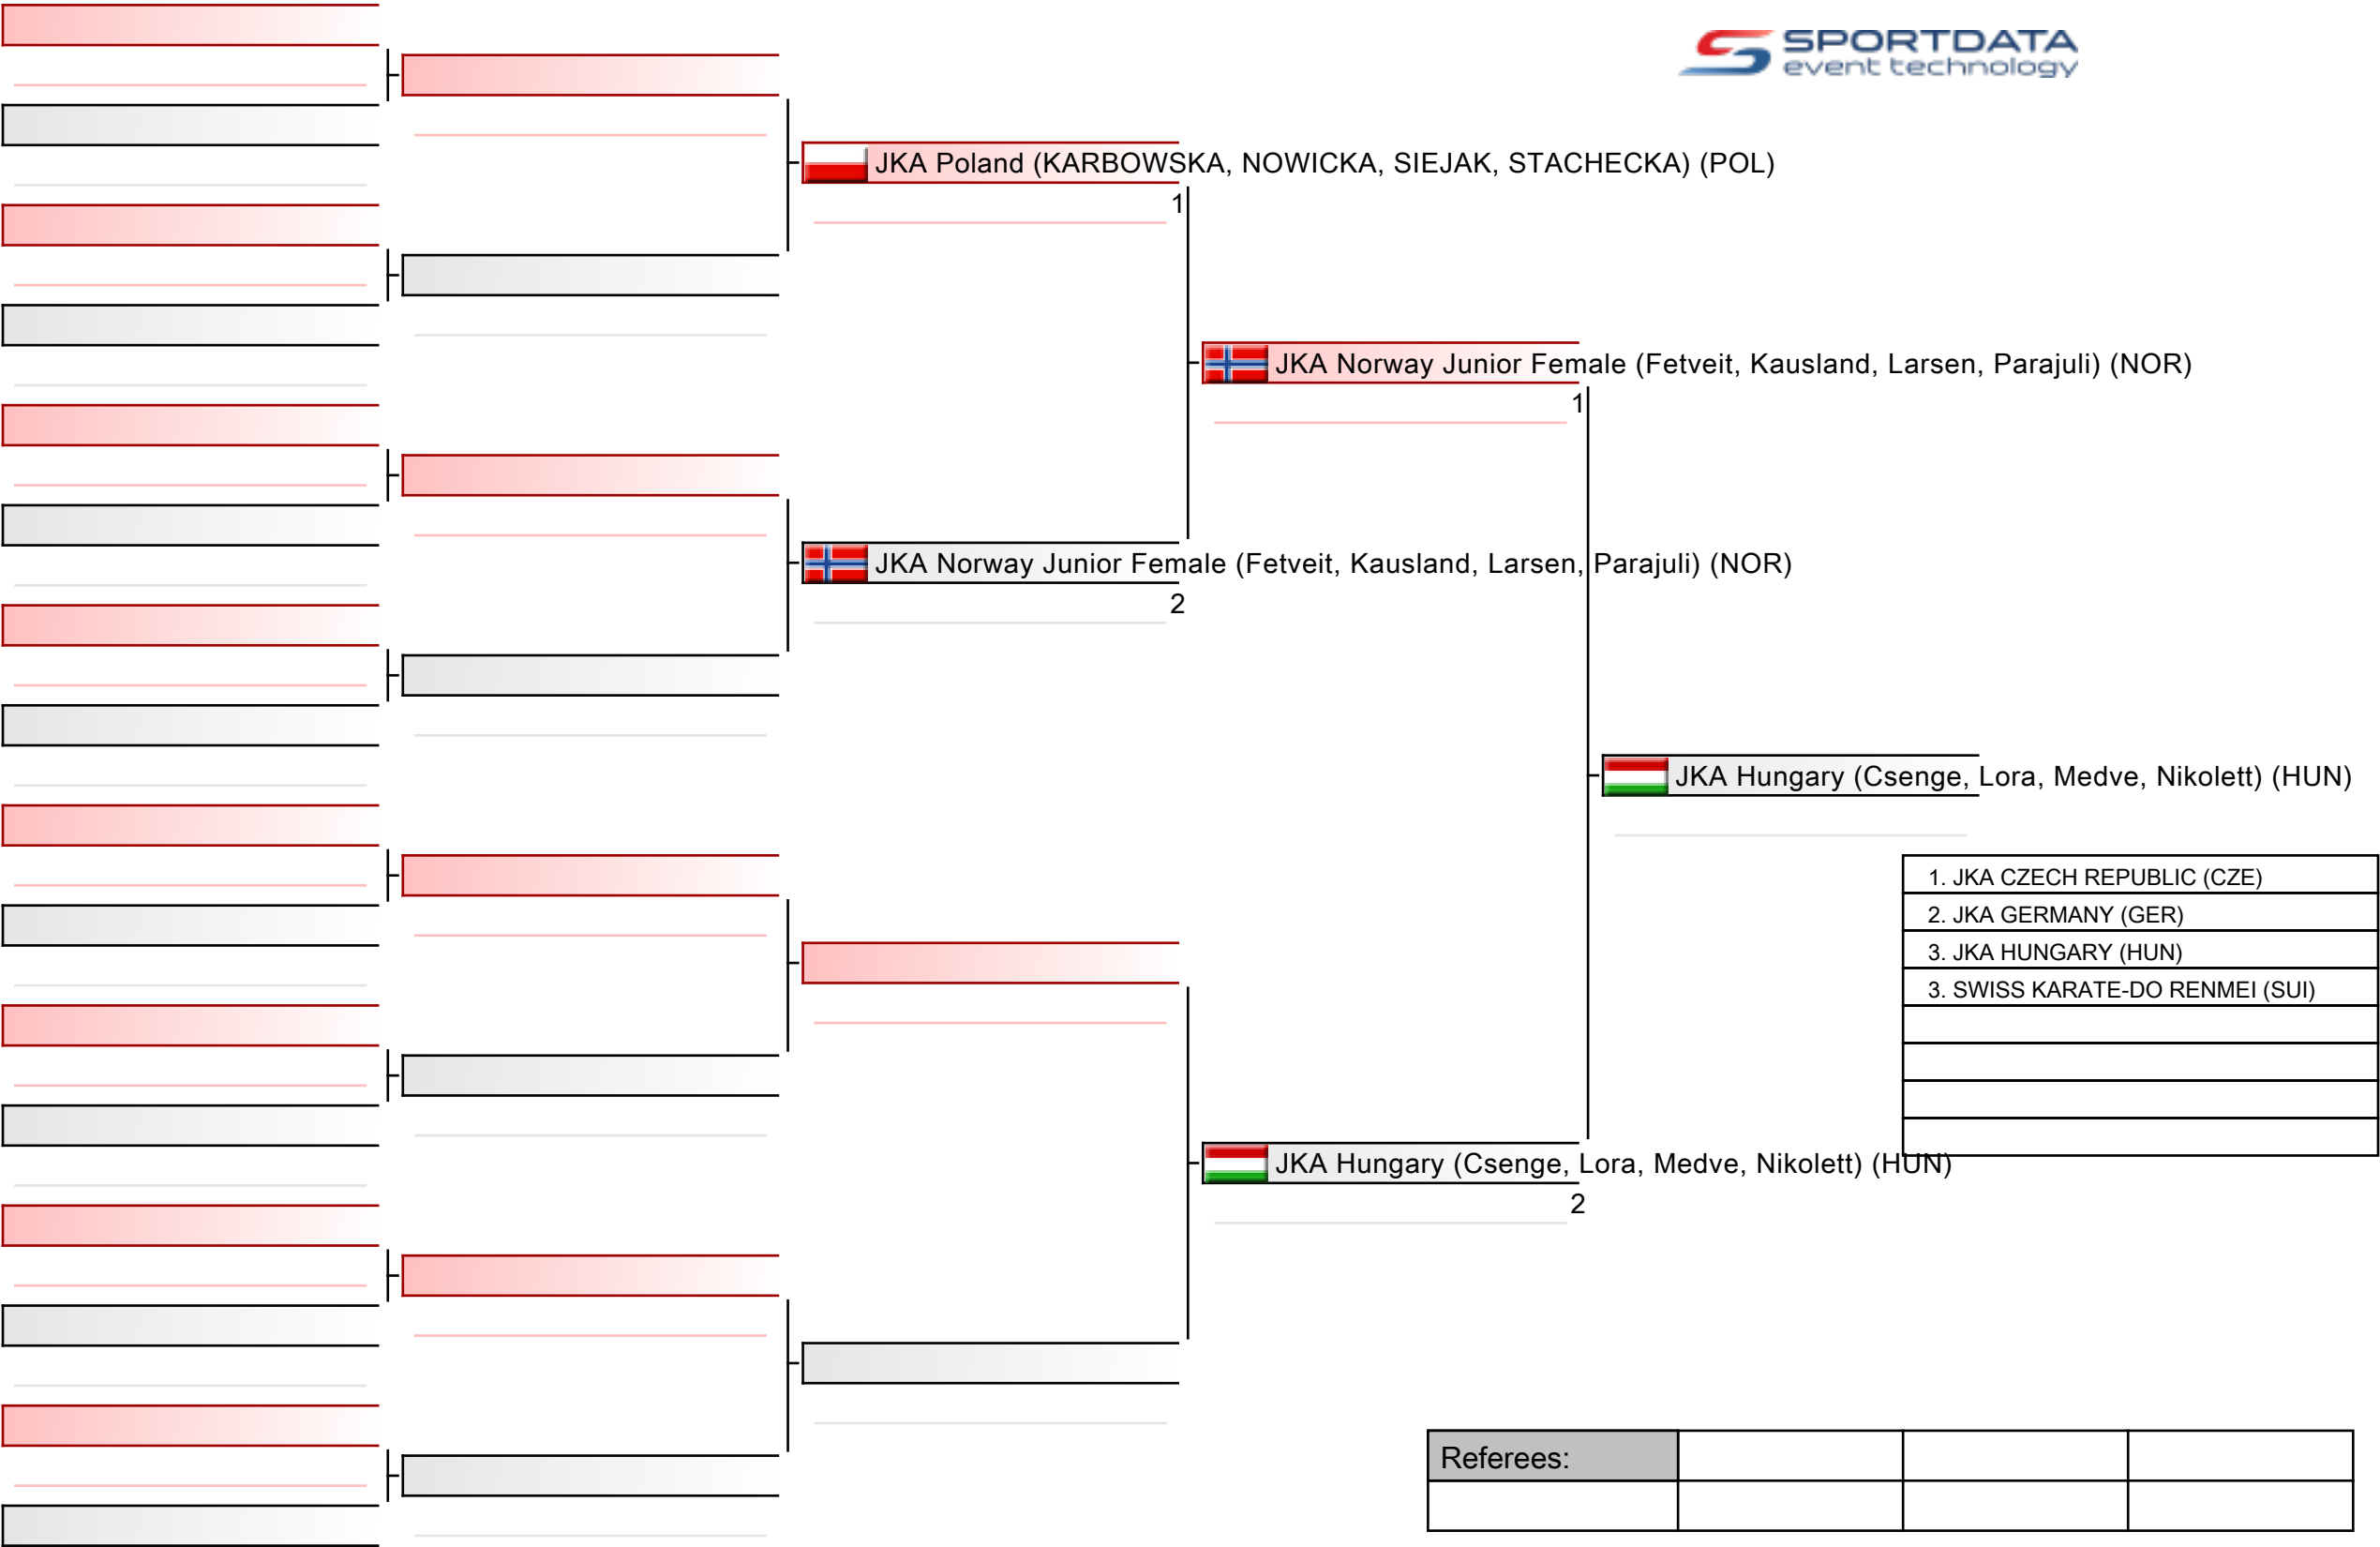 SPORTDATA
event technology
JKA Poland (KARBOWSKA, NOWICKA, SIEJAK, STACHECKA) (POL)
1
JKA Norway Junior Female (Fetveit, Kausland, Larsen, Parajuli) (NOR)
1
JKA Norway Junior Female (Fetveit, Kausland, Larsen, Parajuli) (NOR)
2
JKA Hungary (Csenge, Lora, Medve, Nikolett) (HUN)
1. JKA CZECH REPUBLIC (CZE)
2. JKA GERMANY (GER)
3. JKA HUNGARY (HUN)
3. SWISS KARATE-DO RENMEI (SUI)
JKA Hungary (Csenge, Lora, Medve, Nikolett) (HUN)
2
Referees: